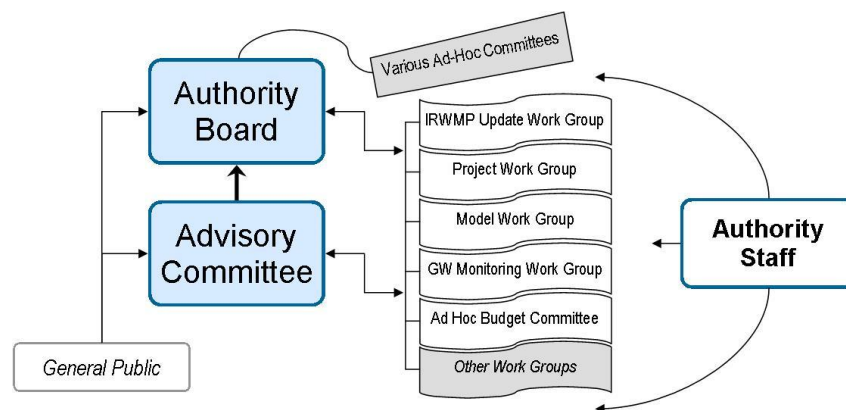 Various Ad-Hoc Committees
Authority
Board
IRWMP Update Work Group
Project Work Group
Model Work Group
Advisory
Committee
GW Monitoring Work Group
Ad Hoc Budget Committee
Other Work Groups
Authority
Staff
General Public